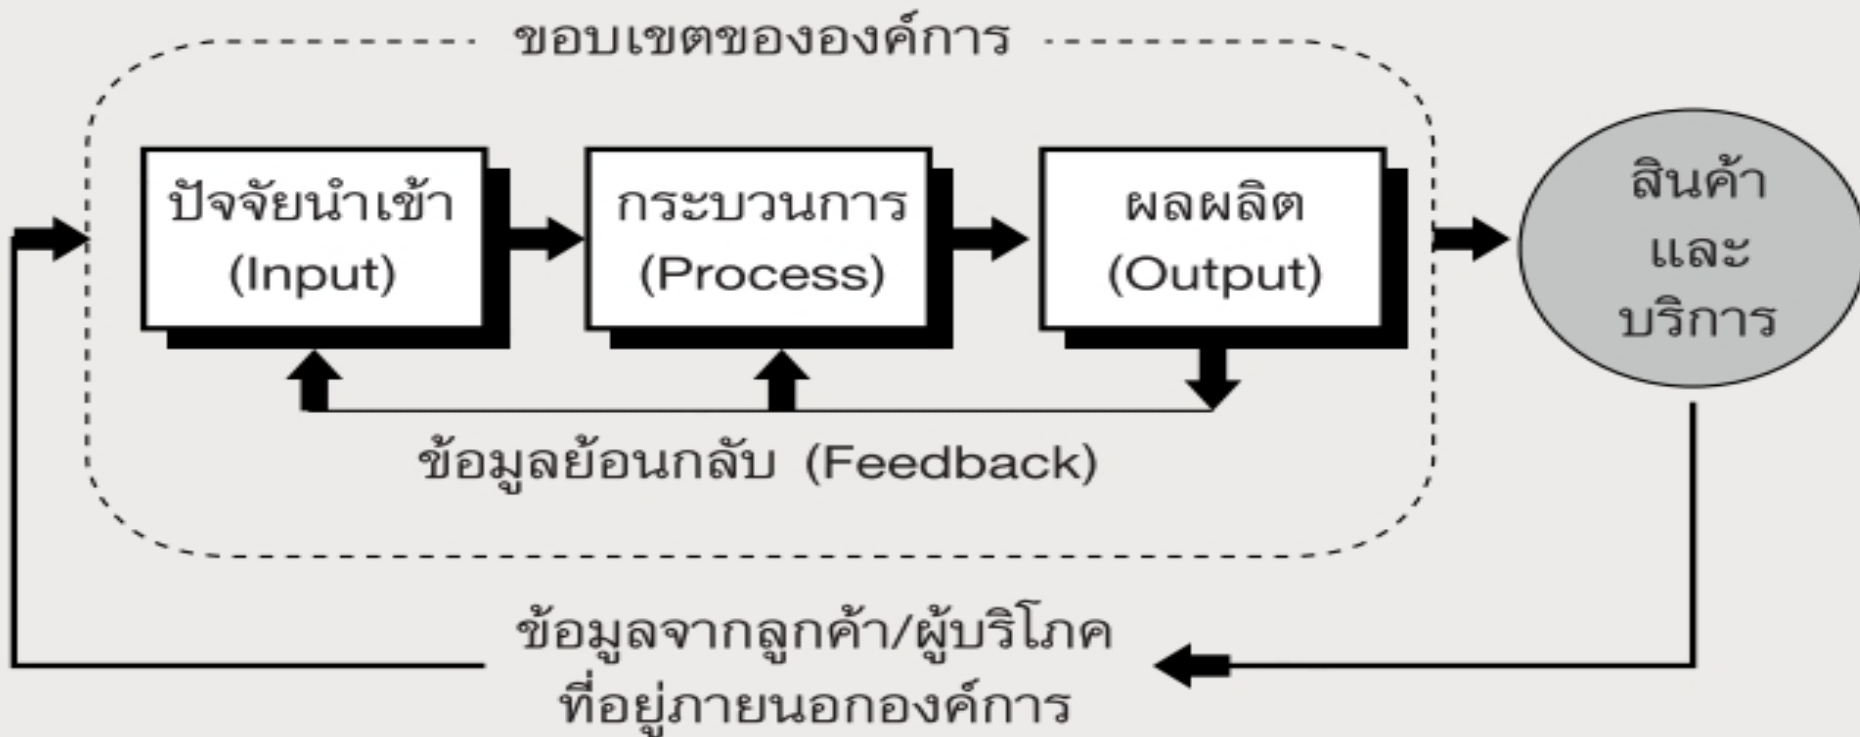 ขอบเขตขององค์การ
ปัจจัยนำเข้า
(Input)
กระบวนการ
(Process)
ผลผลิต
(Output)
สินค้า
และ
บริการ
ข้อมูลย้อนกลับ (Feedback)
ข้อมูลจากลูกค้า/ผู้บริโภค
ที่อยู่ภายนอกองค์การ